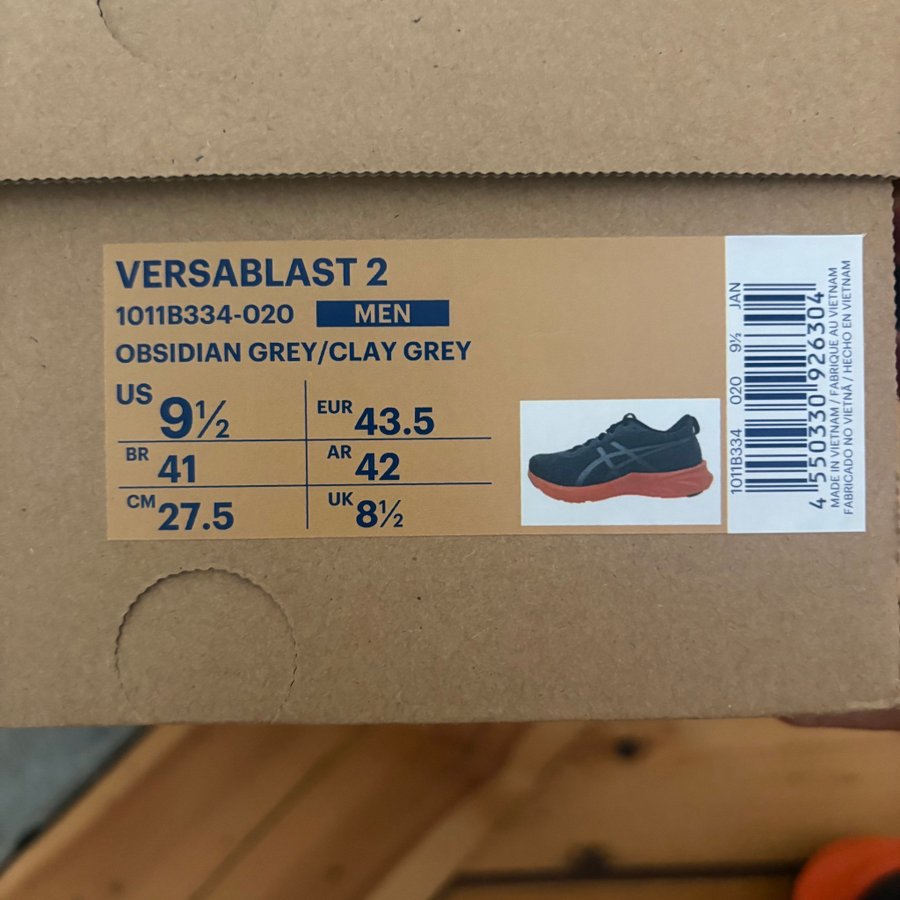 VERSABLAST 2
1011B334-020 MEN
OBSIDIAN GREY/CLAY GREY
US 9½ EUR 43.5
BR 41 AR 42
CM 27.5 UK 8½
1011B334 020 9½ JAN
4 550330 926304
MADE IN VIETNAM / FABRIQUE AU VIETNAM
FABRICADO NO VIETNÃ / HECHO EN VIETNAM